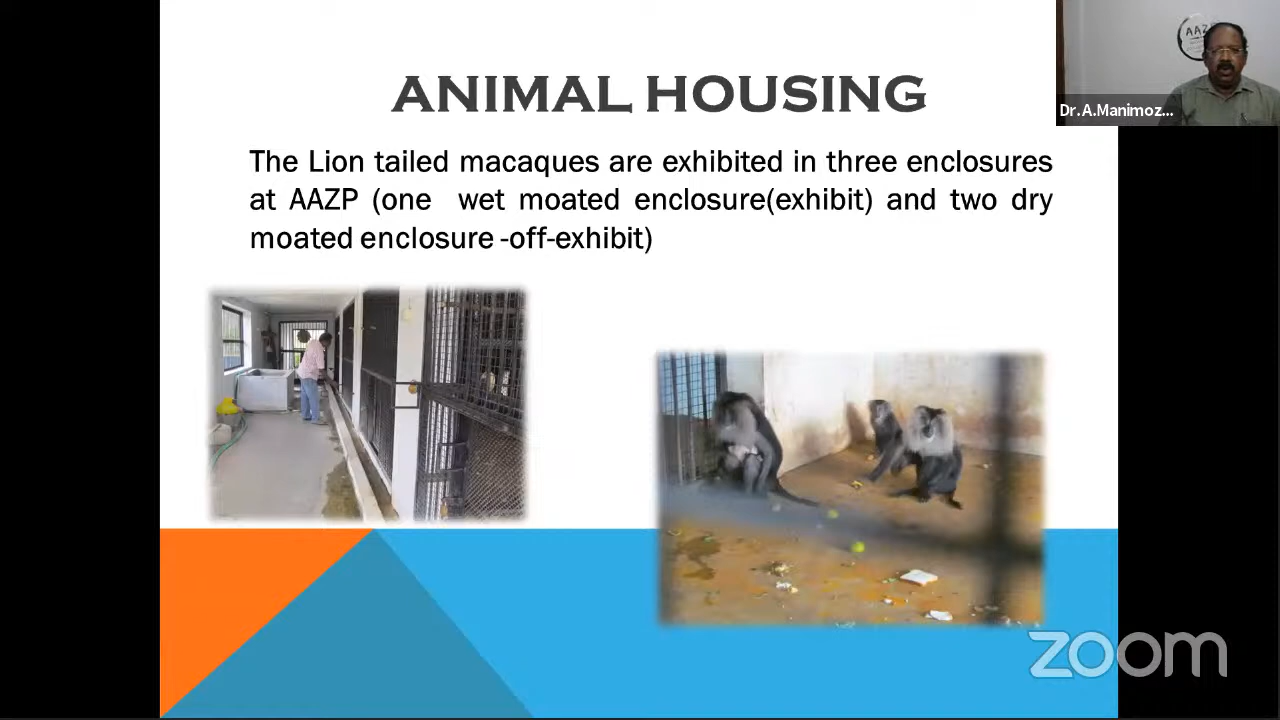 ANIMAL HOUSING
The Lion tailed macaques are exhibited in three enclosures
at AAZP (one wet moated enclosure(exhibit) and two dry
moated enclosure -off-exhibit)
Dr. A.Manimoz...
zoom